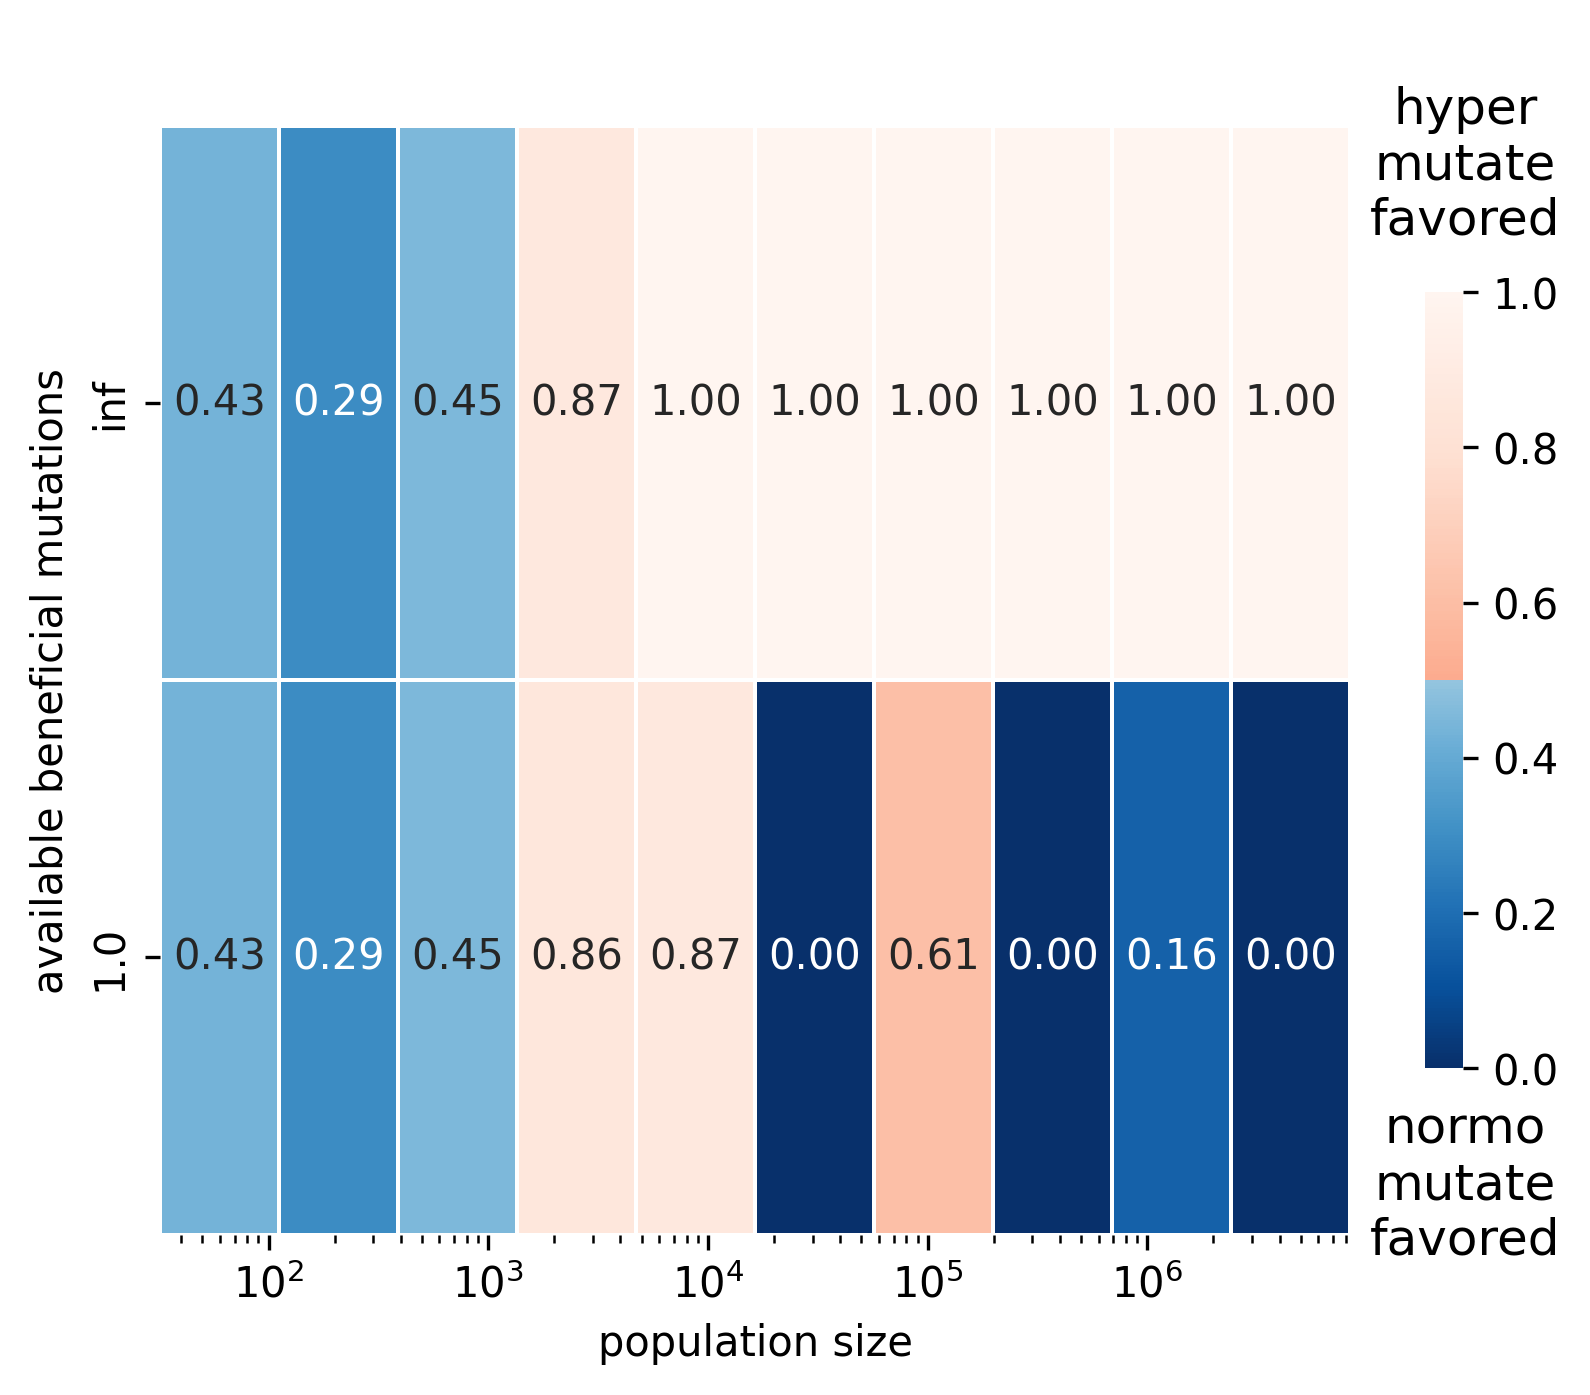 hyper
mutate
favored
available beneficial mutations
inf
0.43 0.29 0.45 0.87 1.00 1.00 1.00 1.00 1.00 1.00
1.0
0.43 0.29 0.45 0.86 0.87 0.00 0.61 0.00 0.16 0.00
10² 10³ 10⁴ 10⁵ 10⁶
population size
1.0
0.8
0.6
0.4
0.2
0.0
normo
mutate
favored